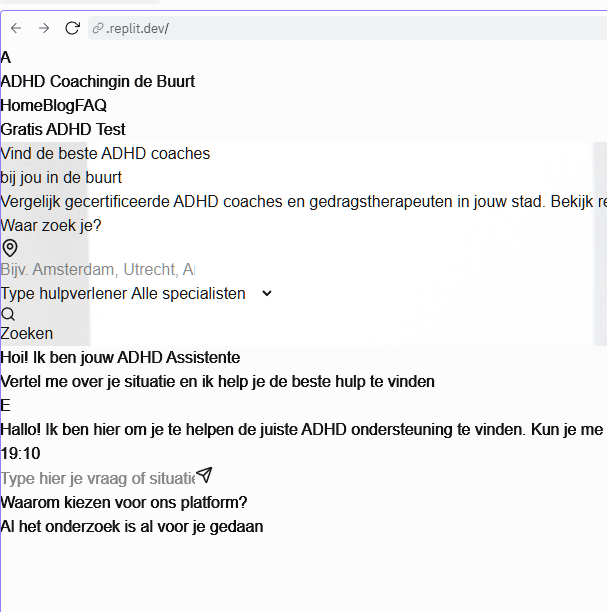 .replit.dev/
A
ADHD Coachingin de Buurt
HomeBlogFAQ
Gratis ADHD Test
Vind de beste ADHD coaches
bij jou in de buurt
Vergelijk gecertificeerde ADHD coaches en gedragstherapeuten in jouw stad. Bekijk re
Waar zoek je?
Bijv. Amsterdam, Utrecht,
Type hulpverlener Alle specialisten
Zoeken
Hoi! Ik ben jouw ADHD Assistente
Vertel me over je situatie en ik help je de beste hulp te vinden
E
Hallo! Ik ben hier om je te helpen de juiste ADHD ondersteuning te vinden. Kun je me
19:10
Type hier je vraag of situatie
Waarom kiezen voor ons platform?
Al het onderzoek is al voor je gedaan